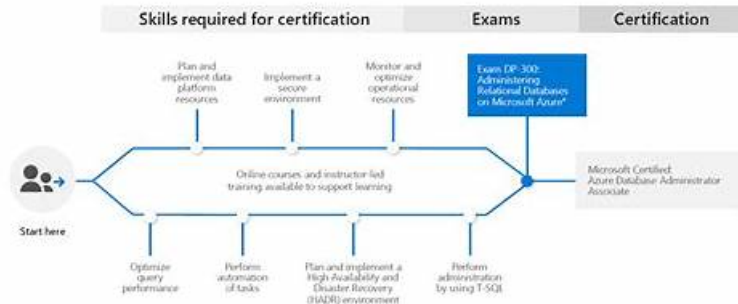 Skills required for certification
Exams
Certification
Plan and
implement data
platform
resources
Implement a
secure
environment
Monitor and
optimize
operational
resources
Exam DP-300:
Administering
Relational Databases
on Microsoft Azure*
Online courses and instructor-led
training available to support learning
Microsoft Certified:
Azure Database Administrator
Associate
Start here
Optimize
query
performance
Perform
automation
of tasks
Plan and implement a
High Availability and
Disaster Recovery
(HADR) environment
Perform
administration
by using T-SQL